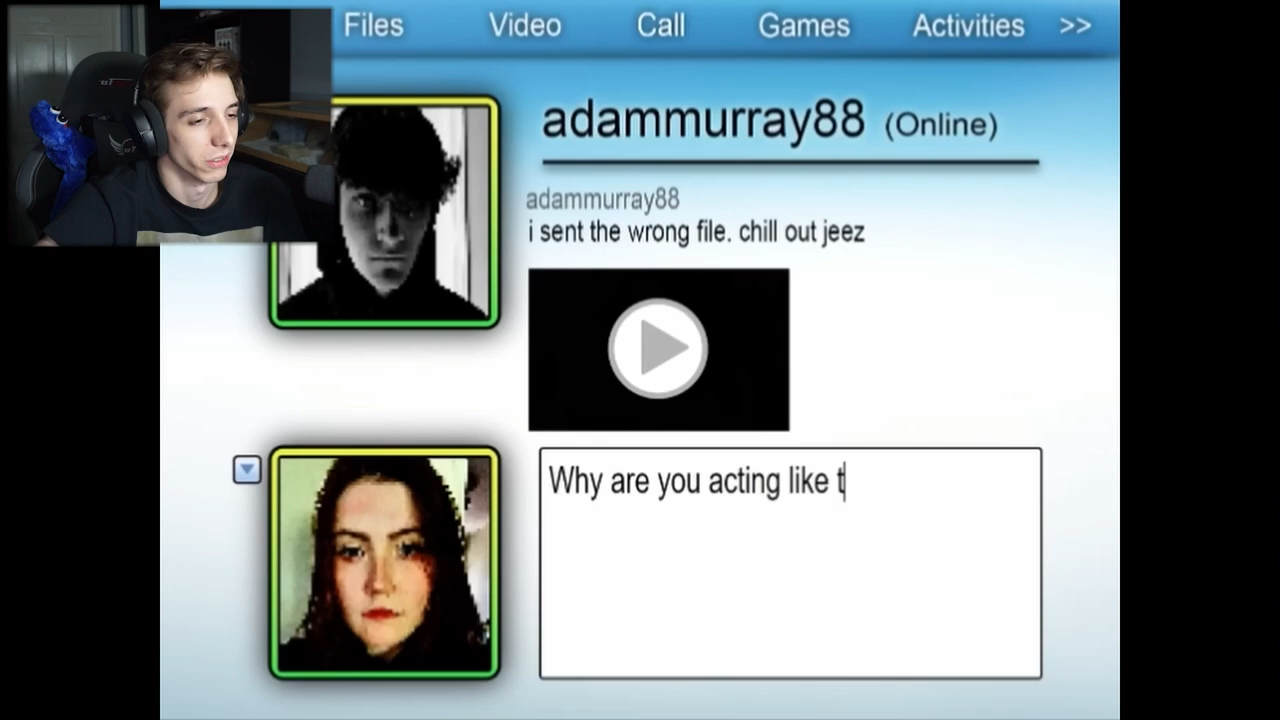 Files Video Call Games Activities >>
adammurray88 (Online)
adammurray88
i sent the wrong file. chill out jeez
Why are you acting like t